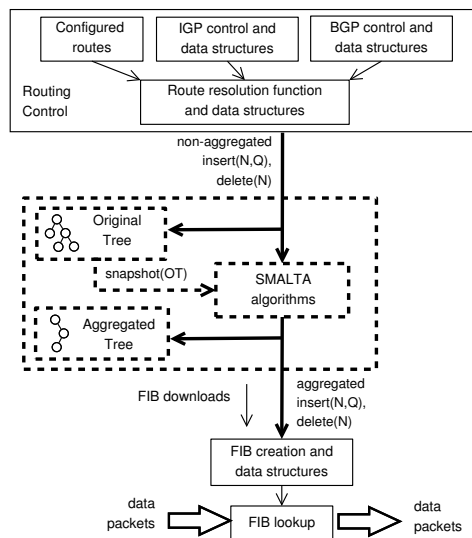 Configured
routes
IGP control and
data structures
BGP control and
data structures
Routing
Control
Route resolution function
and data structures
non-aggregated
insert(N,Q),
delete(N)
Original
Tree
snapshot(OT)
SMALTA
algorithms
Aggregated
Tree
FIB downloads
aggregated
insert(N,Q),
delete(N)
FIB creation and
data structures
data
packets
FIB lookup
data
packets